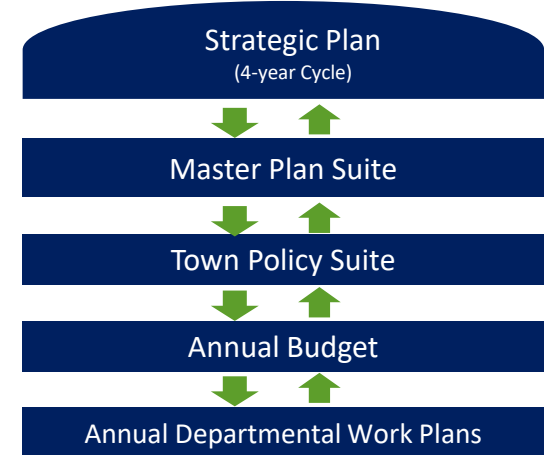 Strategic Plan
(4-year Cycle)
Master Plan Suite
Town Policy Suite
Annual Budget
Annual Departmental Work Plans